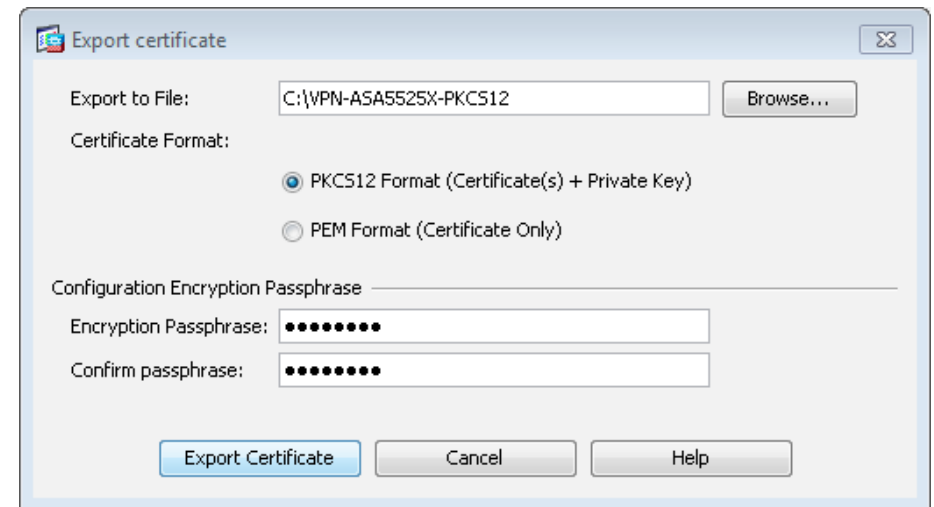 Export certificate
Export to File: C:\VPN-ASA5525X-PKCS12 Browse...
Certificate Format:
PKCS12 Format (Certificate(s) + Private Key)
PEM Format (Certificate Only)
Configuration Encryption Passphrase
Encryption Passphrase: ●●●●●●●●
Confirm passphrase: ●●●●●●●●
Export Certificate Cancel Help